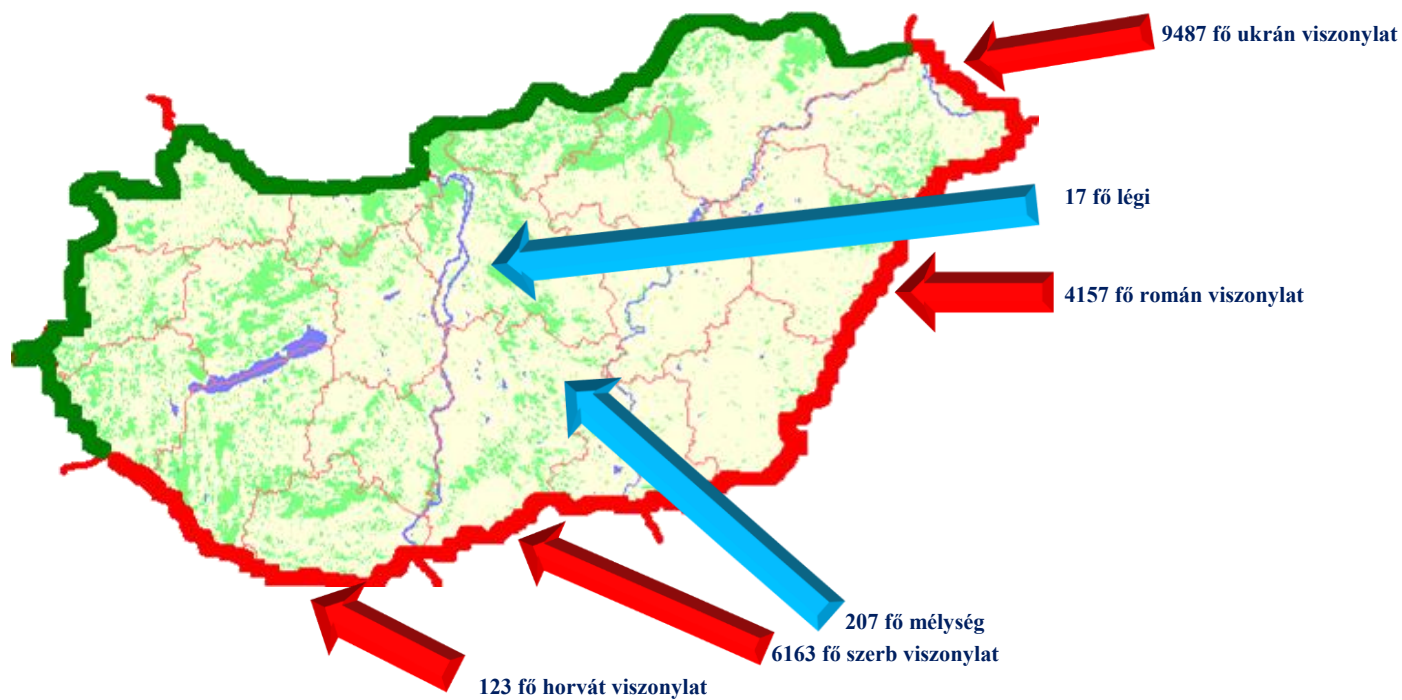 9487 fő ukrán viszonylat
17 fő légi
4157 fő román viszonylat
207 fő mélység
6163 fő szerb viszonylat
123 fő horvát viszonylat